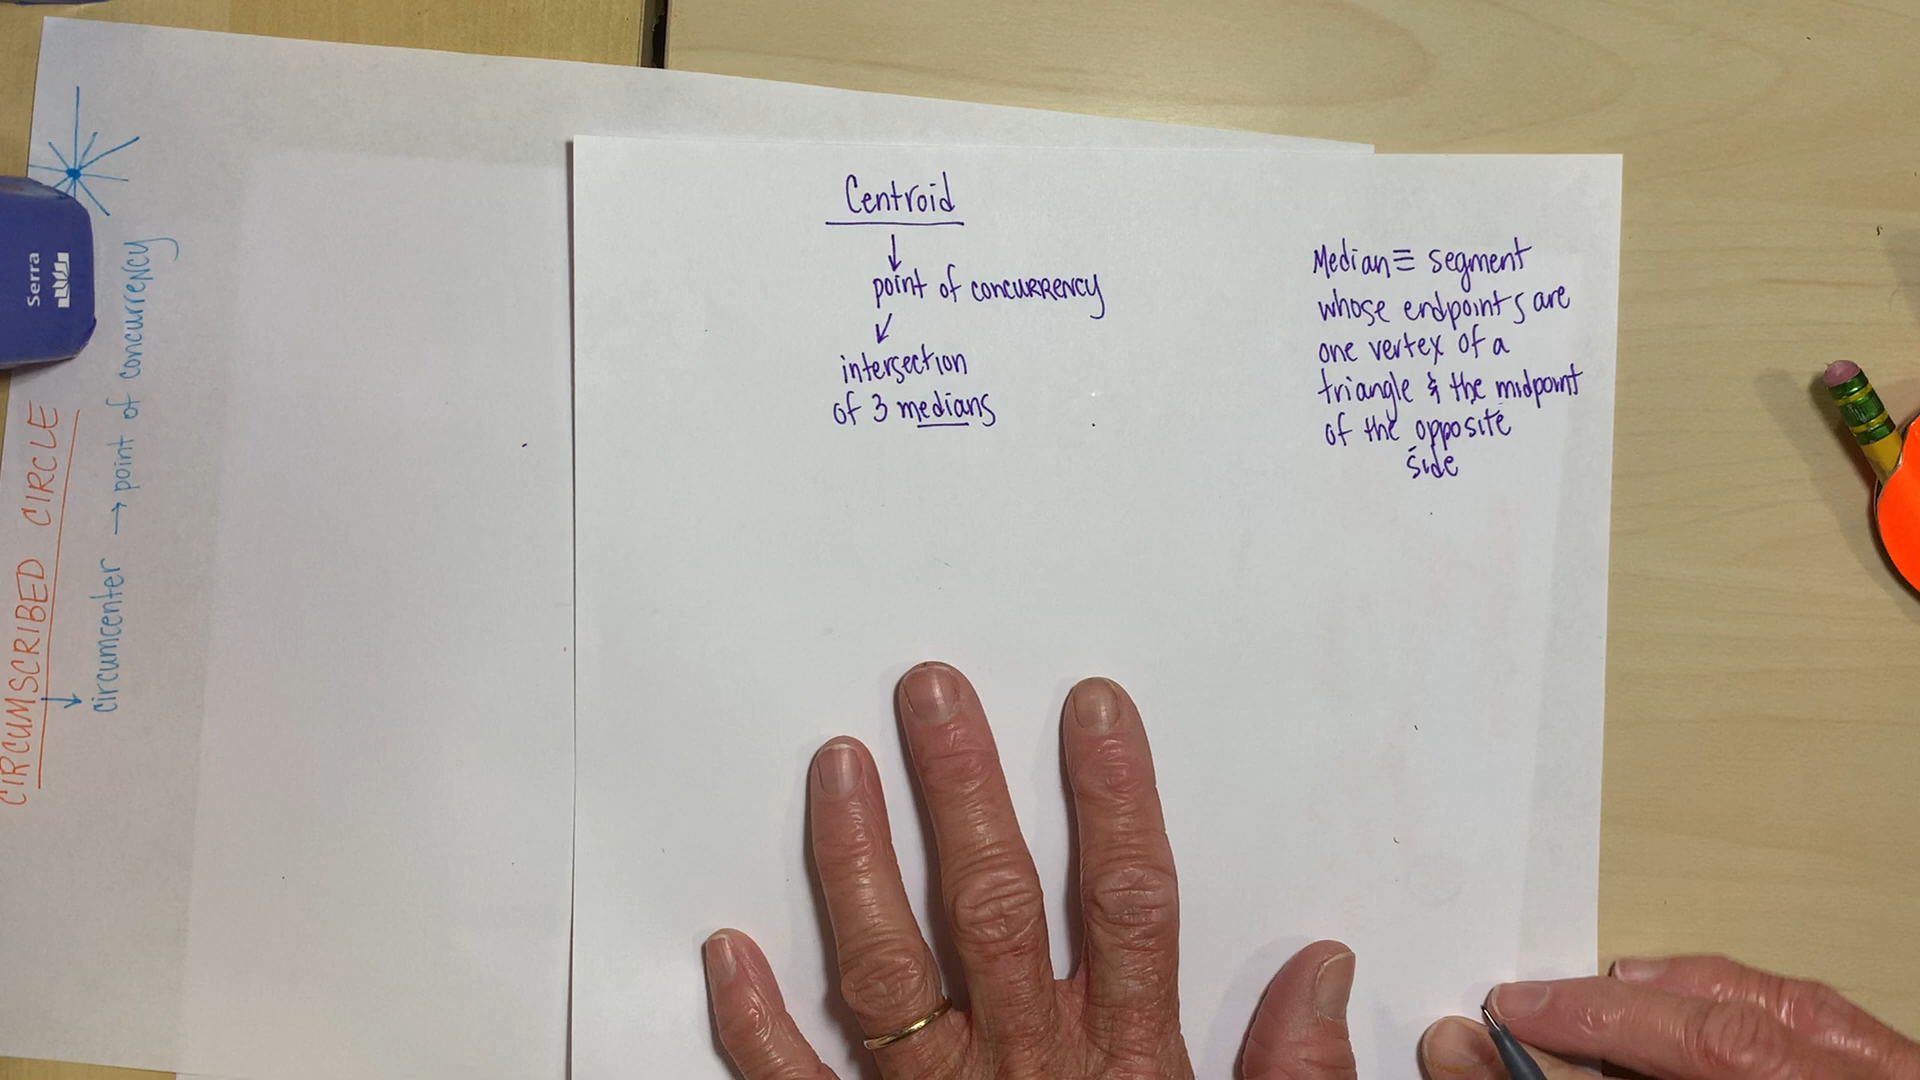 Centroid
↓
point of concurrency
↓
intersection
of 3 medians
Median ≡ segment
whose endpoints are
one vertex of a
triangle & the midpoint
of the opposite
side
CIRCUMSCRIBED CIRCLE
↓
circumcenter → point of concurrency
Serra